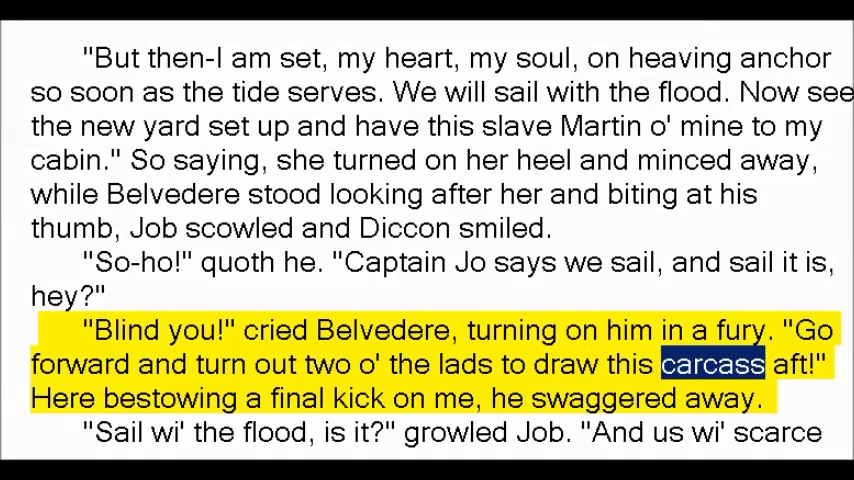 "But then-I am set, my heart, my soul, on heaving anchor
so soon as the tide serves. We will sail with the flood. Now see
the new yard set up and have this slave Martin o' mine to my
cabin." So saying, she turned on her heel and minced away,
while Belvedere stood looking after her and biting at his
thumb, Job scowled and Diccon smiled.
"So-ho!" quoth he. "Captain Jo says we sail, and sail it is,
hey?"
"Blind you!" cried Belvedere, turning on him in a fury. "Go
forward and turn out two o' the lads to draw this carcass aft!"
Here bestowing a final kick on me, he swaggered away.
"Sail wi' the flood, is it?" growled Job. "And us wi' scarce